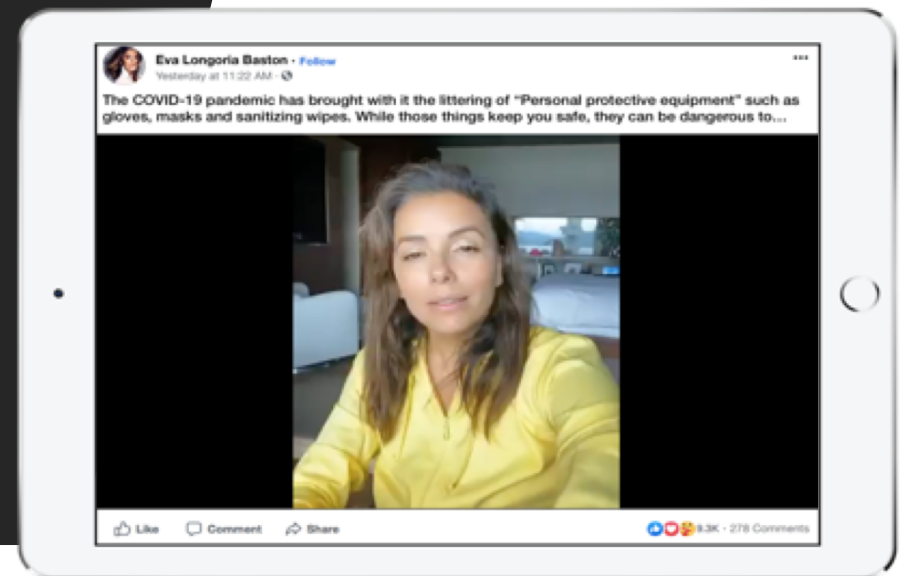 Eva Longoria Baston · Follow
Yesterday at 11:22 AM ·
The COVID-19 pandemic has brought with it the littering of “Personal protective equipment” such as
gloves, masks and sanitizing wipes. While those things keep you safe, they can be dangerous to...
Like Comment Share 9.3K · 278 Comments